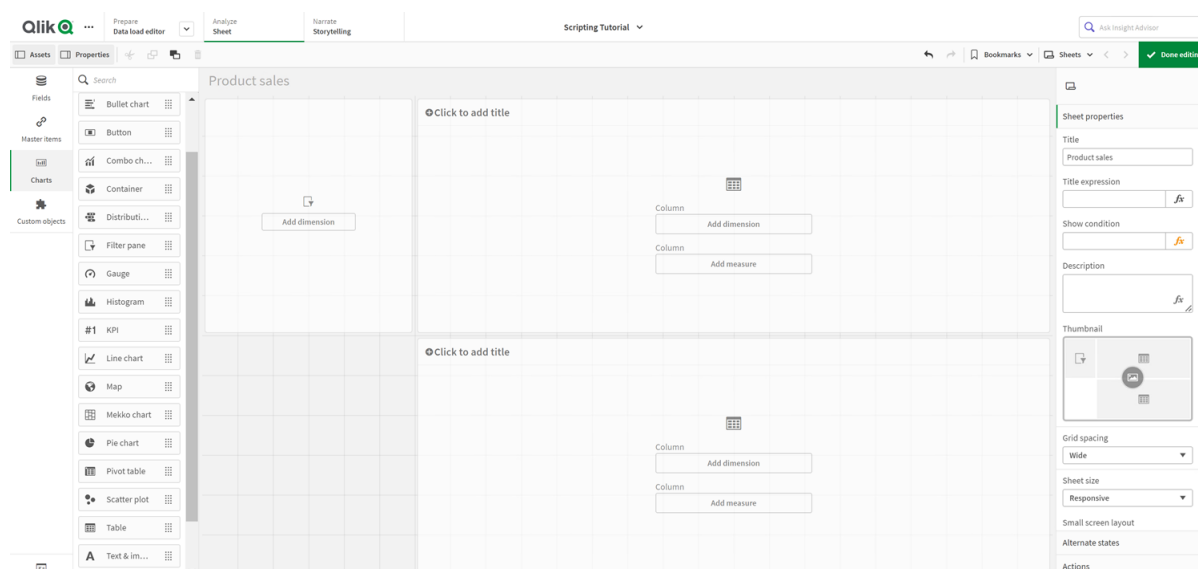 Qlik
Prepare
Data load editor
Analyze
Sheet
Narrate
Storytelling
Scripting Tutorial
Ask Insight Advisor
Assets
Properties
Bookmarks
Sheets
Done editin
Fields
Master items
Charts
Custom objects
Search
Bullet chart
Button
Combo ch...
Container
Distributi...
Filter pane
Gauge
Histogram
#1 KPI
Line chart
Map
Mekko chart
Pie chart
Pivot table
Scatter plot
Table
A Text & im...
Product sales
Add dimension
Click to add title
Column
Add dimension
Column
Add measure
Click to add title
Column
Add dimension
Column
Add measure
Sheet properties
Title
Product sales
Title expression
fx
Show condition
fx
Description
fx
Thumbnail
Grid spacing
Wide
Sheet size
Responsive
Small screen layout
Alternate states
Actions